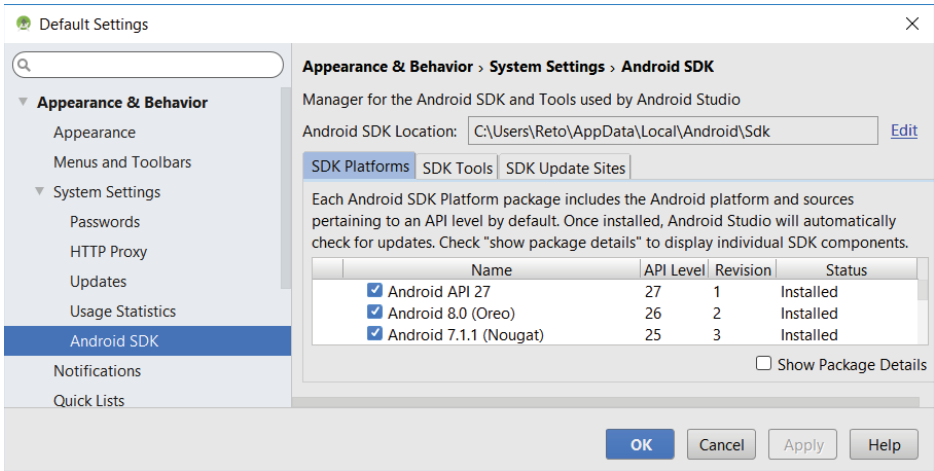 Default Settings
Appearance & Behavior
Appearance
Menus and Toolbars
System Settings
Passwords
HTTP Proxy
Updates
Usage Statistics
Android SDK
Notifications
Quick Lists
Appearance & Behavior › System Settings › Android SDK
Manager for the Android SDK and Tools used by Android Studio
Android SDK Location: C:\Users\Reto\AppData\Local\Android\Sdk Edit
SDK Platforms SDK Tools SDK Update Sites
Each Android SDK Platform package includes the Android platform and sources
pertaining to an API level by default. Once installed, Android Studio will automatically
check for updates. Check "show package details" to display individual SDK components.
Name API Level Revision Status
Android API 27 27 1 Installed
Android 8.0 (Oreo) 26 2 Installed
Android 7.1.1 (Nougat) 25 3 Installed
Show Package Details
OK Cancel Apply Help